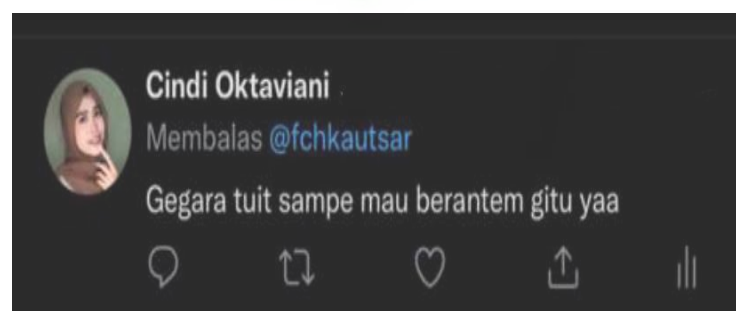 Cindi Oktaviani
Membalas @fchkautsar
Gegara tuit sampe mau berantem gitu yaa